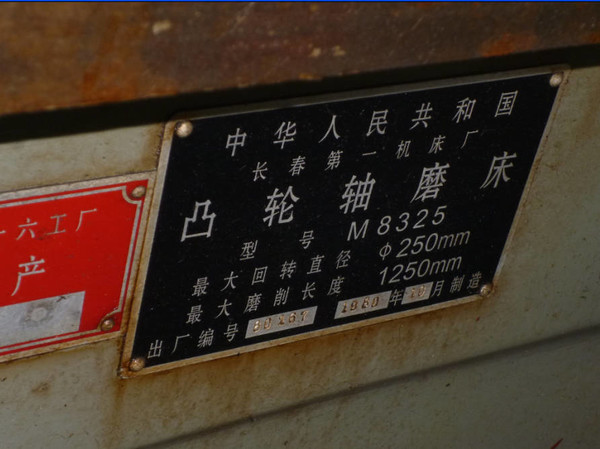 中华人民共和国
长春第一机床厂
凸轮轴磨床
型号 M8325
最大回转直径 φ250mm
最大磨削长度 1250mm
出厂编号 年 月制造
六工厂
产